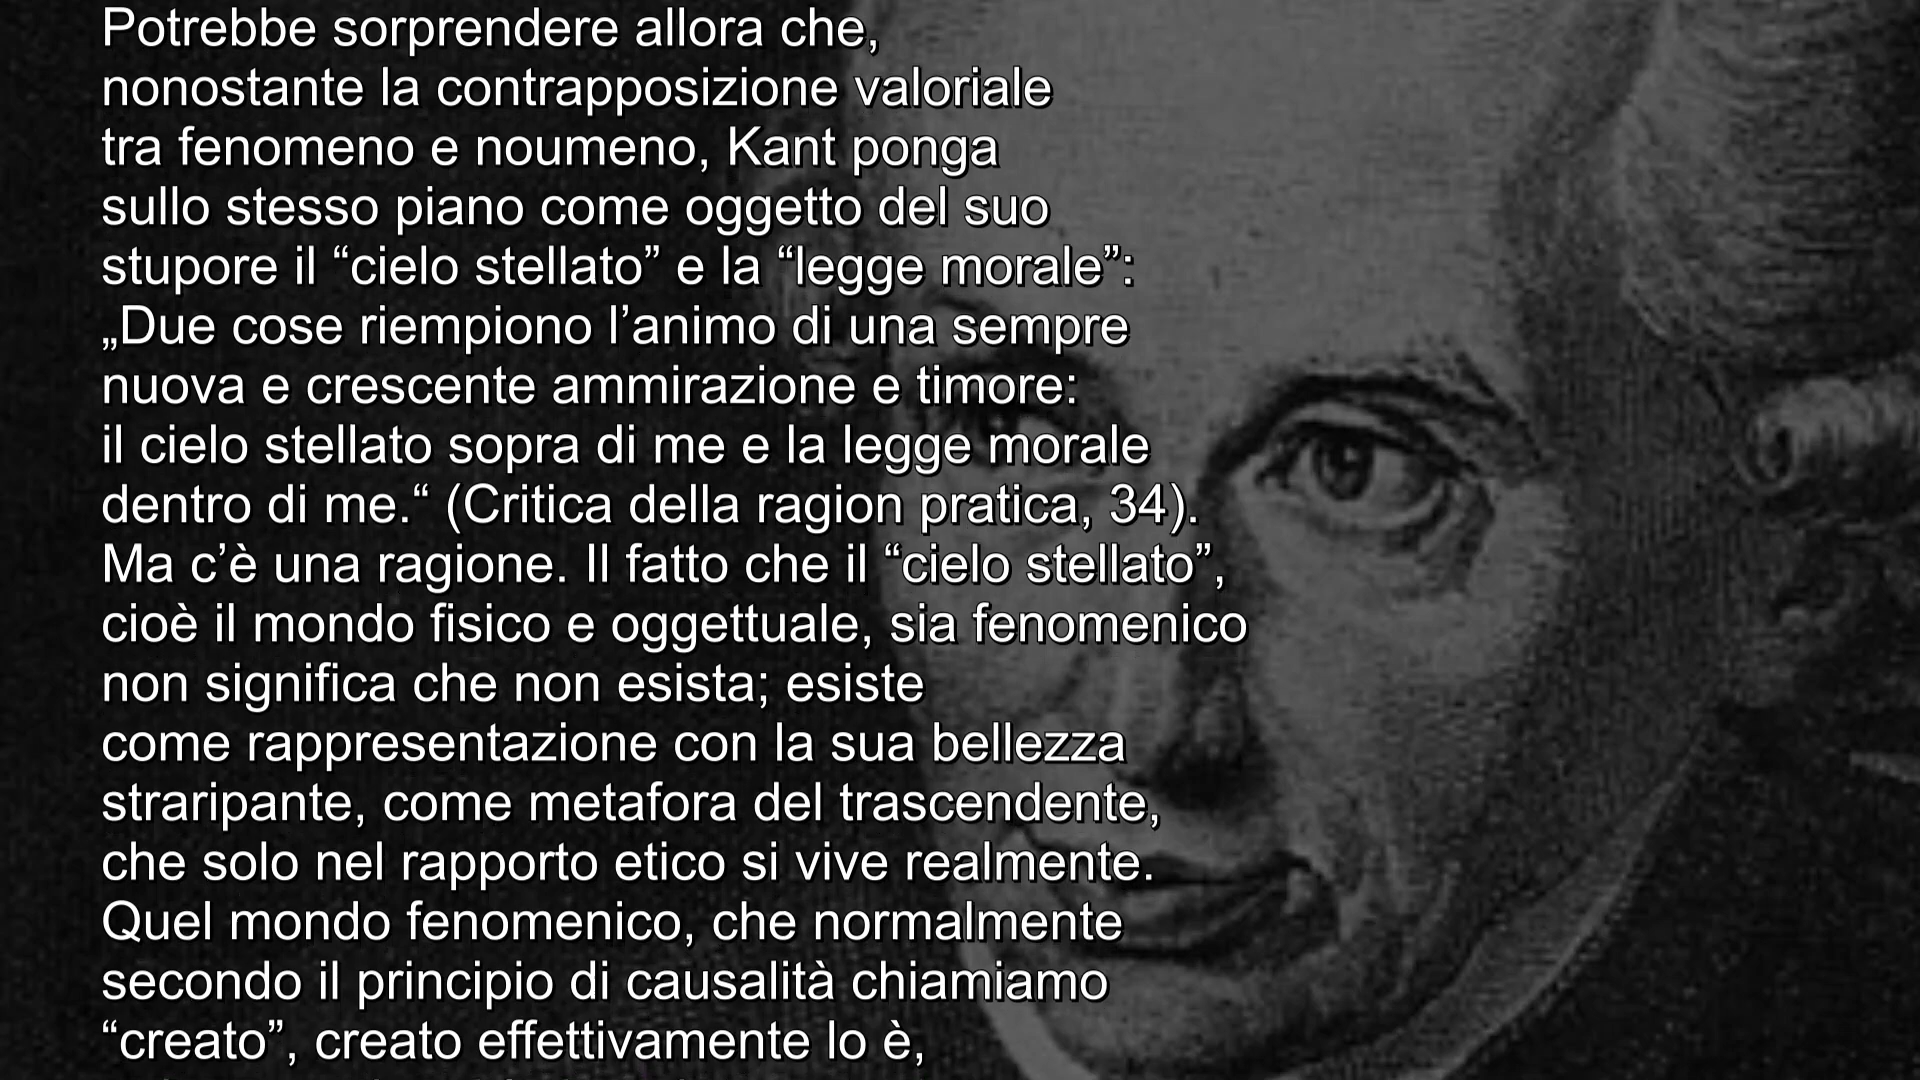 Potrebbe sorprendere allora che,
nonostante la contrapposizione valoriale
tra fenomeno e noumeno, Kant ponga
sullo stesso piano come oggetto del suo
stupore il “cielo stellato” e la “legge morale”:
„Due cose riempiono l’animo di una sempre
nuova e crescente ammirazione e timore:
il cielo stellato sopra di me e la legge morale
dentro di me.“ (Critica della ragion pratica, 34).
Ma c’è una ragione. Il fatto che il “cielo stellato”,
cioè il mondo fisico e oggettuale, sia fenomenico
non significa che non esista; esiste
come rappresentazione con la sua bellezza
straripante, come metafora del trascendente,
che solo nel rapporto etico si vive realmente.
Quel mondo fenomenico, che normalmente
secondo il principio di causalità chiamiamo
“creato”, creato effettivamente lo è,